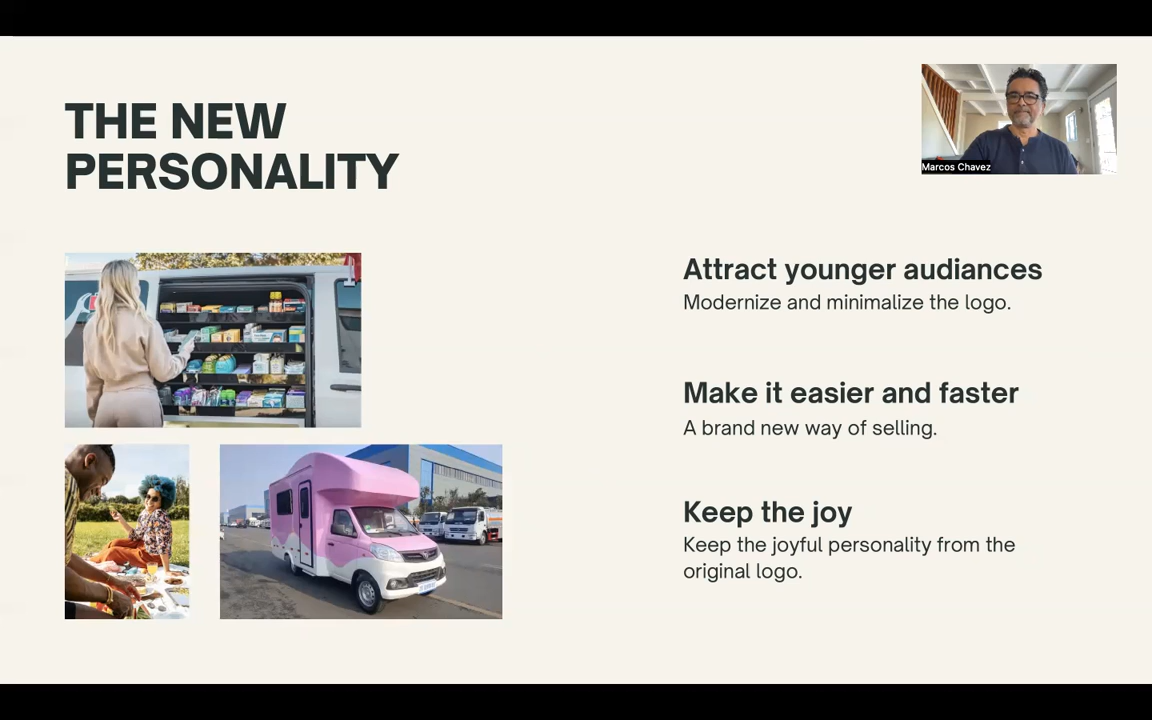 THE NEW
PERSONALITY
Marcos Chavez
Attract younger audiances
Modernize and minimalize the logo.
Make it easier and faster
A brand new way of selling.
Keep the joy
Keep the joyful personality from the
original logo.